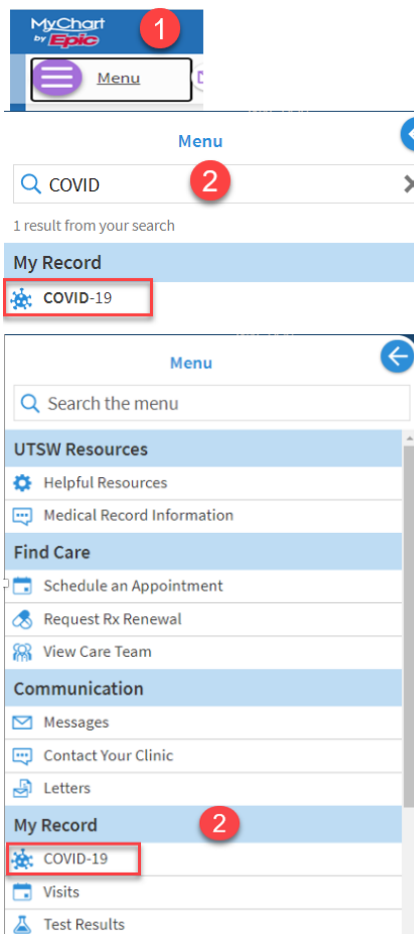 MyChart
by Epic
1
Menu
Menu
COVID
2
1 result from your search
My Record
COVID-19
Menu
Search the menu
UTSW Resources
Helpful Resources
Medical Record Information
Find Care
Schedule an Appointment
Request Rx Renewal
View Care Team
Communication
Messages
Contact Your Clinic
Letters
My Record
2
COVID-19
Visits
Test Results